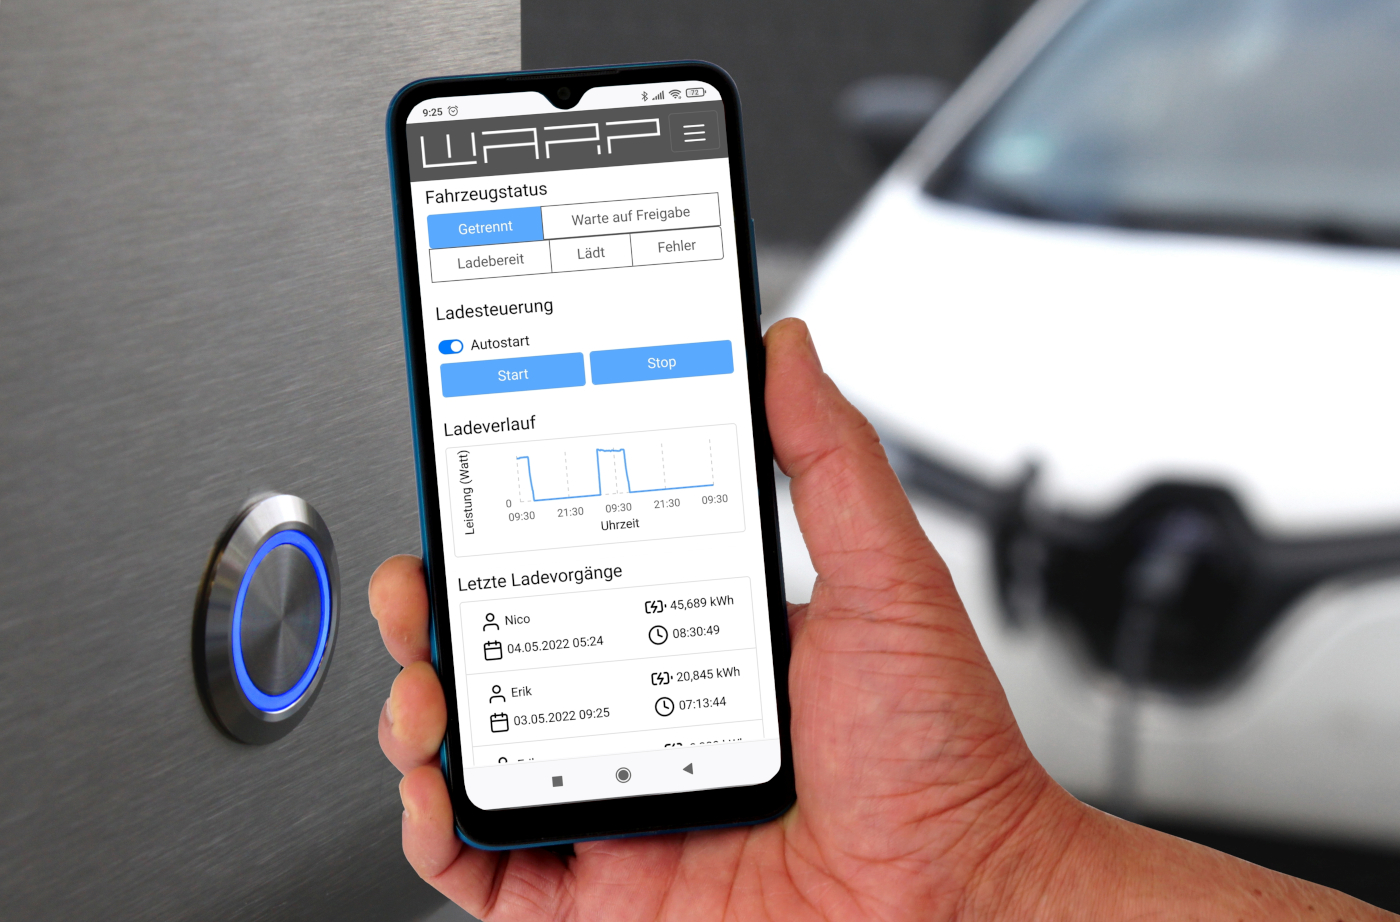 9:25
72
WARP
Fahrzeugstatus
Getrennt
Warte auf Freigabe
Ladebereit
Lädt
Fehler
Ladesteuerung
Autostart
Start
Stop
Ladeverlauf
Leistung (Watt)
0
09:30 21:30 09:30 21:30 09:30
Uhrzeit
Letzte Ladevorgänge
Nico 45,689 kWh
04.05.2022 05:24 08:30:49
Erik 20,845 kWh
03.05.2022 09:25 07:13:44